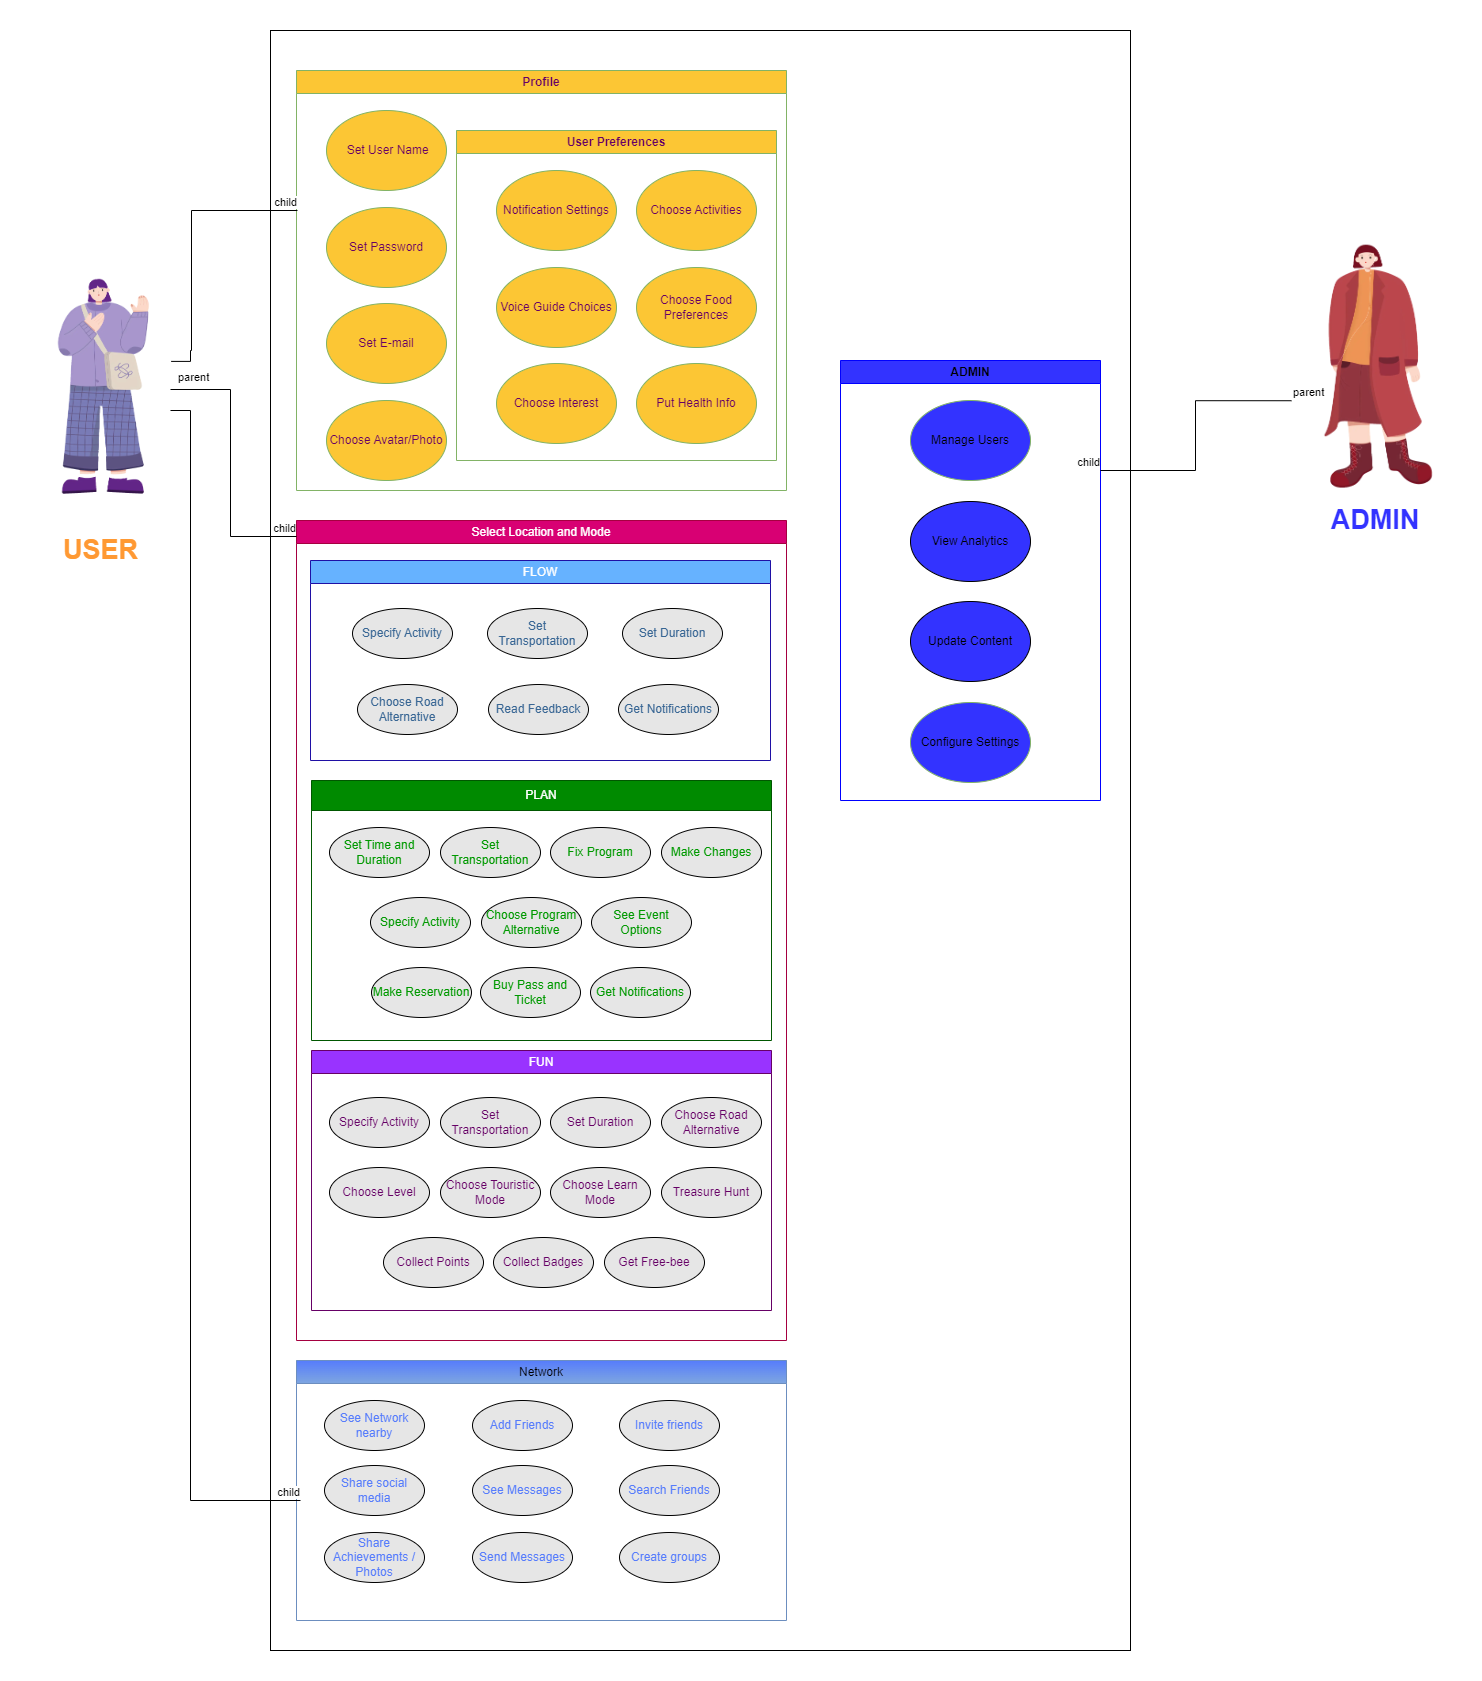 Profile
Set User Name
Set Password
Set E-mail
Choose Avatar/Photo
User Preferences
Notification Settings
Choose Activities
Voice Guide Choices
Choose Food
Preferences
Choose Interest
Put Health Info
child
parent
child
child
USER
Select Location and Mode
FLOW
Specify Activity
Set
Transportation
Set Duration
Choose Road
Alternative
Read Feedback
Get Notifications
PLAN
Set Time and
Duration
Set
Transportation
Fix Program
Make Changes
Specify Activity
Choose Program
Alternative
See Event
Options
Make Reservation
Buy Pass and
Ticket
Get Notifications
FUN
Specify Activity
Set
Transportation
Set Duration
Choose Road
Alternative
Choose Level
Choose Touristic
Mode
Choose Learn
Mode
Treasure Hunt
Collect Points
Collect Badges
Get Free-bee
Network
See Network
nearby
Add Friends
Invite friends
Share social
media
See Messages
Search Friends
Share
Achievements /
Photos
Send Messages
Create groups
ADMIN
Manage Users
View Analytics
Update Content
Configure Settings
child
parent
ADMIN